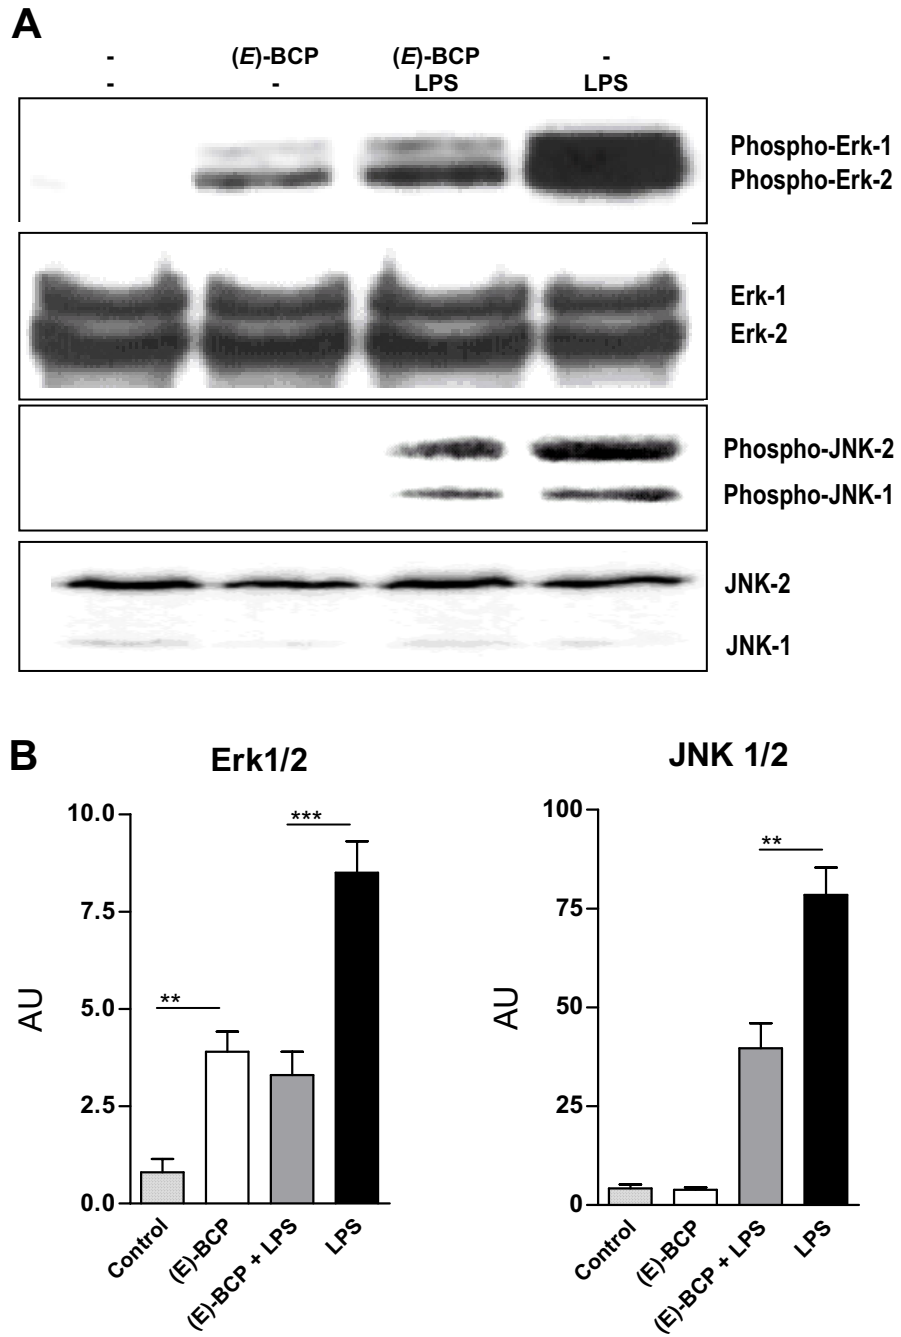 A
- (E)-BCP (E)-BCP -
- - LPS LPS
Phospho-Erk-1
Phospho-Erk-2
Erk-1
Erk-2
Phospho-JNK-2
Phospho-JNK-1
JNK-2
JNK-1
B
Erk1/2
AU
10.0
7.5
5.0
2.5
0.0
***
**
Control
(E)-BCP
(E)-BCP + LPS
LPS
JNK 1/2
AU
100
75
50
25
0
**
Control
(E)-BCP
(E)-BCP + LPS
LPS